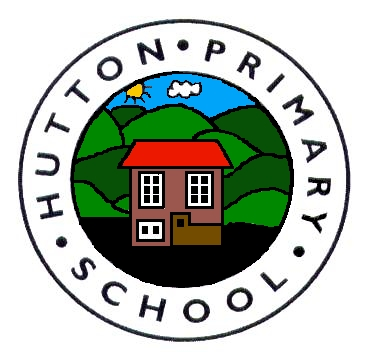 HUTTON • PRIMARY • SCHOOL •